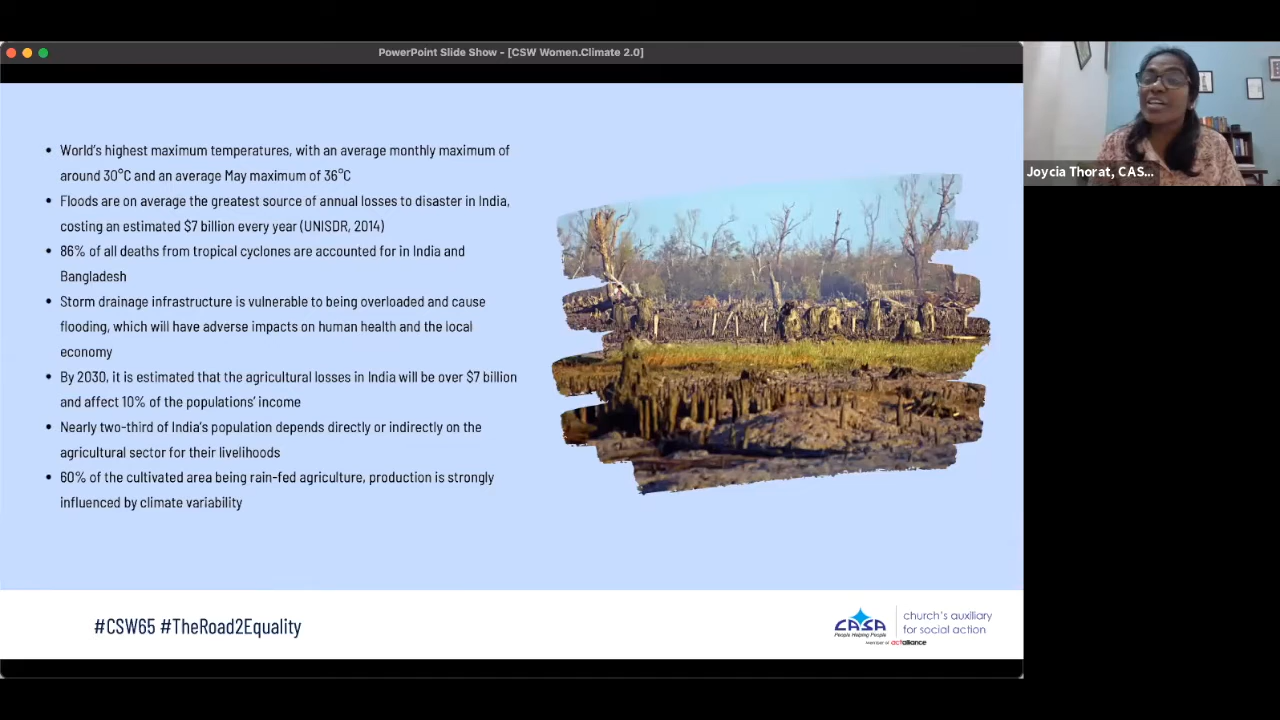 PowerPoint Slide Show - [CSW Women.Climate 2.0]
World's highest maximum temperatures, with an average monthly maximum of
around 30°C and an average May maximum of 36°C
Floods are on average the greatest source of annual losses to disaster in India,
costing an estimated $7 billion every year (UNISDR, 2014)
86% of all deaths from tropical cyclones are accounted for in India and
Bangladesh
Storm drainage infrastructure is vulnerable to being overloaded and cause
flooding, which will have adverse impacts on human health and the local
economy
By 2030, it is estimated that the agricultural losses in India will be over $7 billion
and affect 10% of the populations' income
Nearly two-third of India's population depends directly or indirectly on the
agricultural sector for their livelihoods
60% of the cultivated area being rain-fed agriculture, production is strongly
influenced by climate variability
Joycia Thorat, CAS...
#CSW65 #TheRoad2Equality
CASA
People Helping People
church's auxiliary
for social action
Member of actalliance